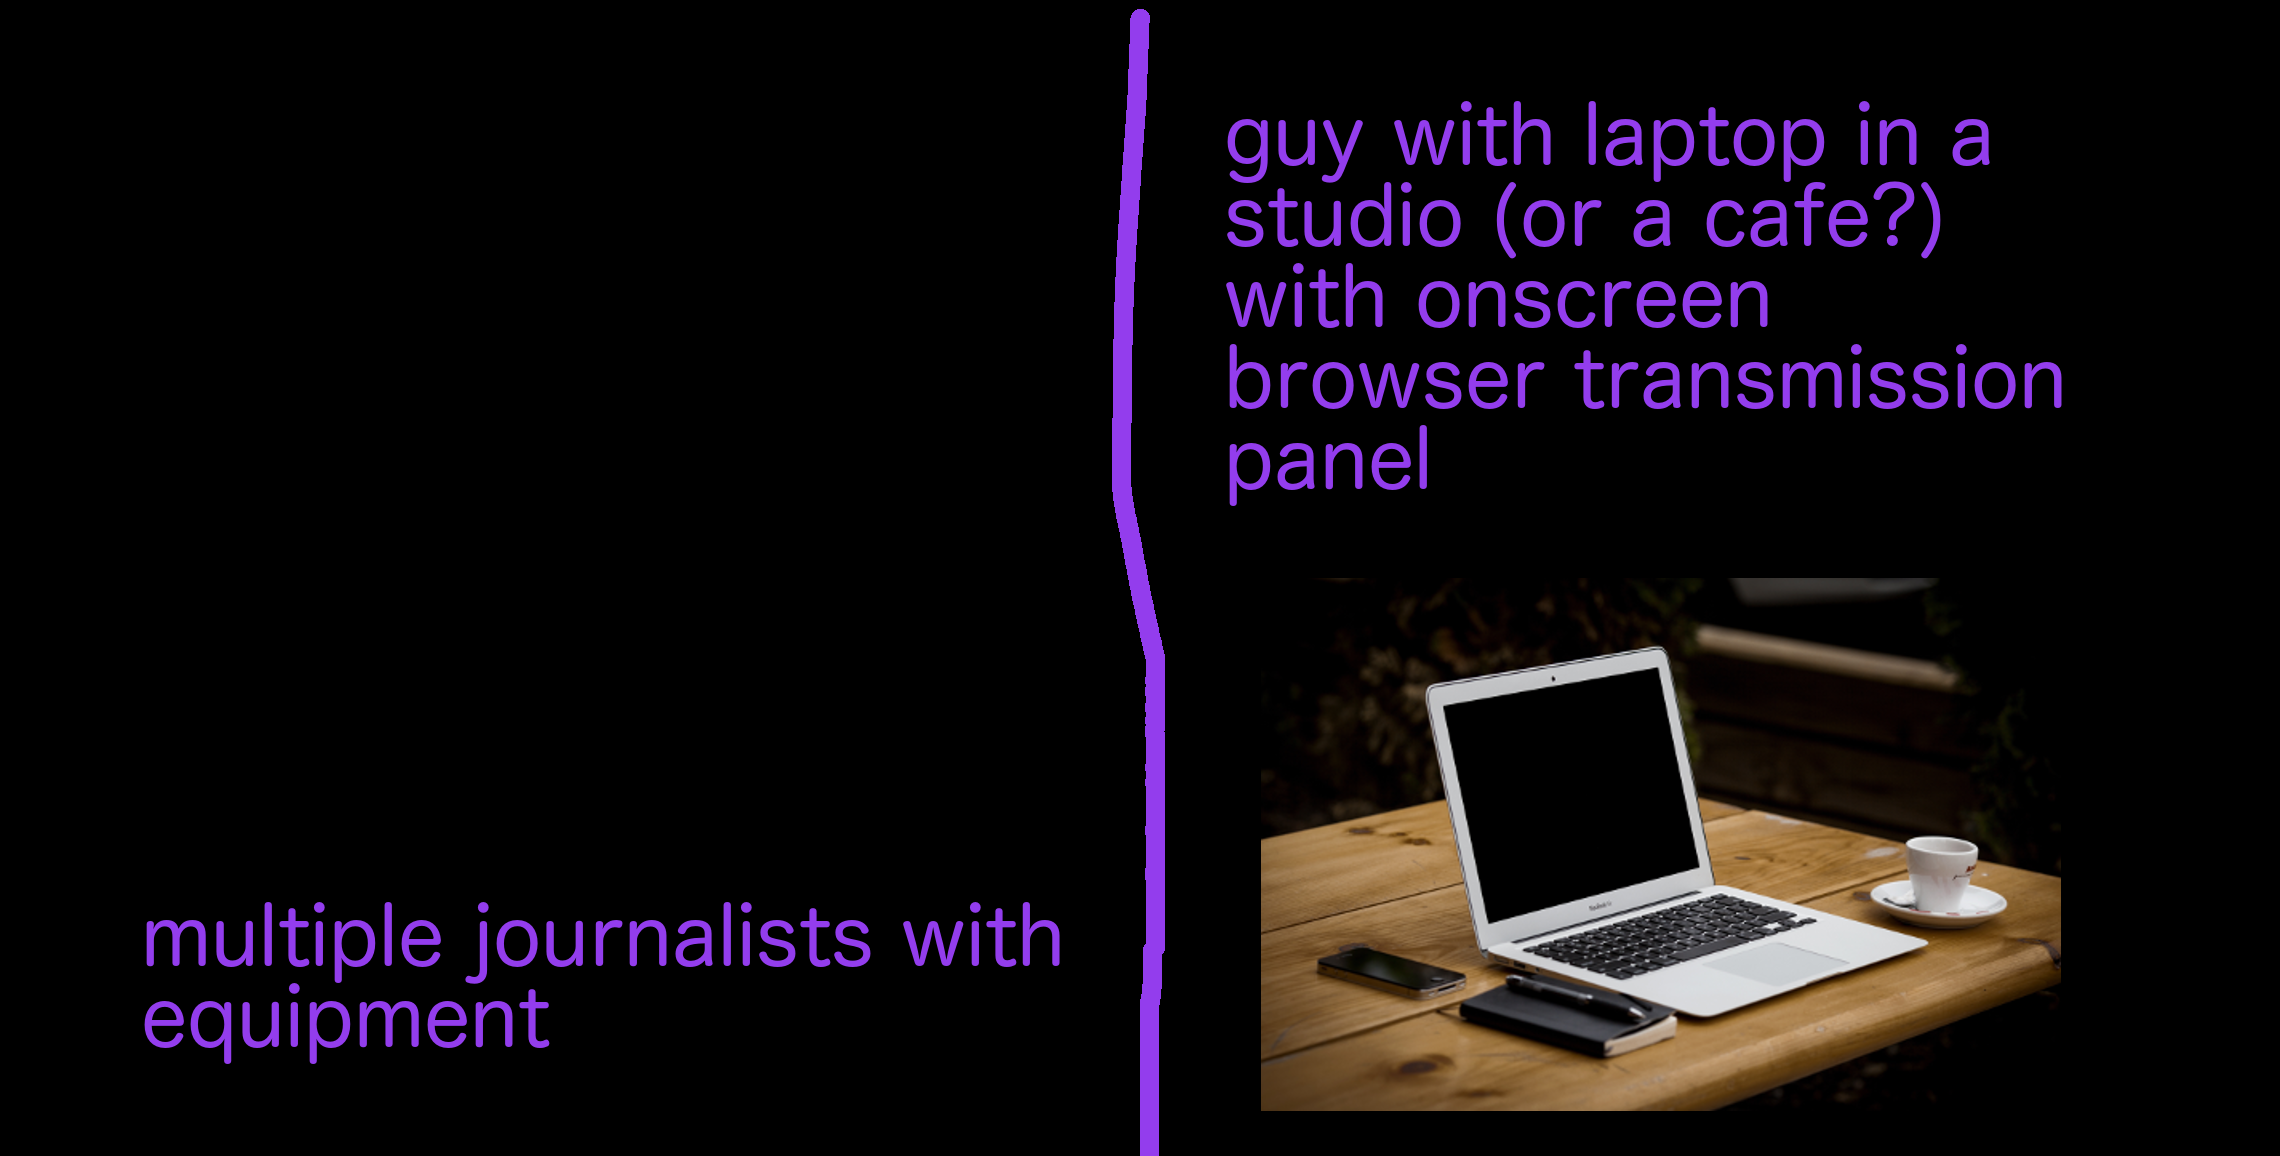 guy with laptop in a
studio (or a cafe?)
with onscreen
browser transmission
panel
multiple journalists with
equipment